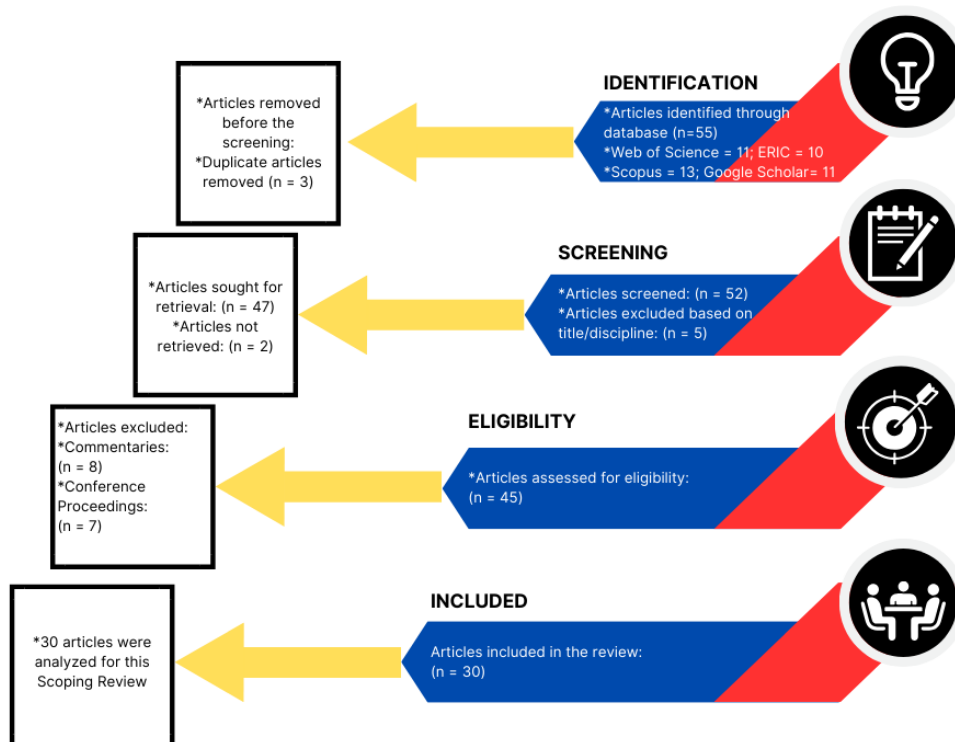 IDENTIFICATION
*Articles identified through
database (n=55)
*Web of Science = 11; ERIC = 10
*Scopus = 13; Google Scholar= 11
*Articles removed
before the
screening:
*Duplicate articles
removed (n = 3)
SCREENING
*Articles screened: (n = 52)
*Articles excluded based on
title/discipline: (n = 5)
*Articles sought for
retrieval: (n = 47)
*Articles not
retrieved: (n = 2)
ELIGIBILITY
*Articles assessed for eligibility:
(n = 45)
*Articles excluded:
*Commentaries:
(n = 8)
*Conference
Proceedings:
(n = 7)
INCLUDED
Articles included in the review:
(n = 30)
*30 articles were
analyzed for this
Scoping Review